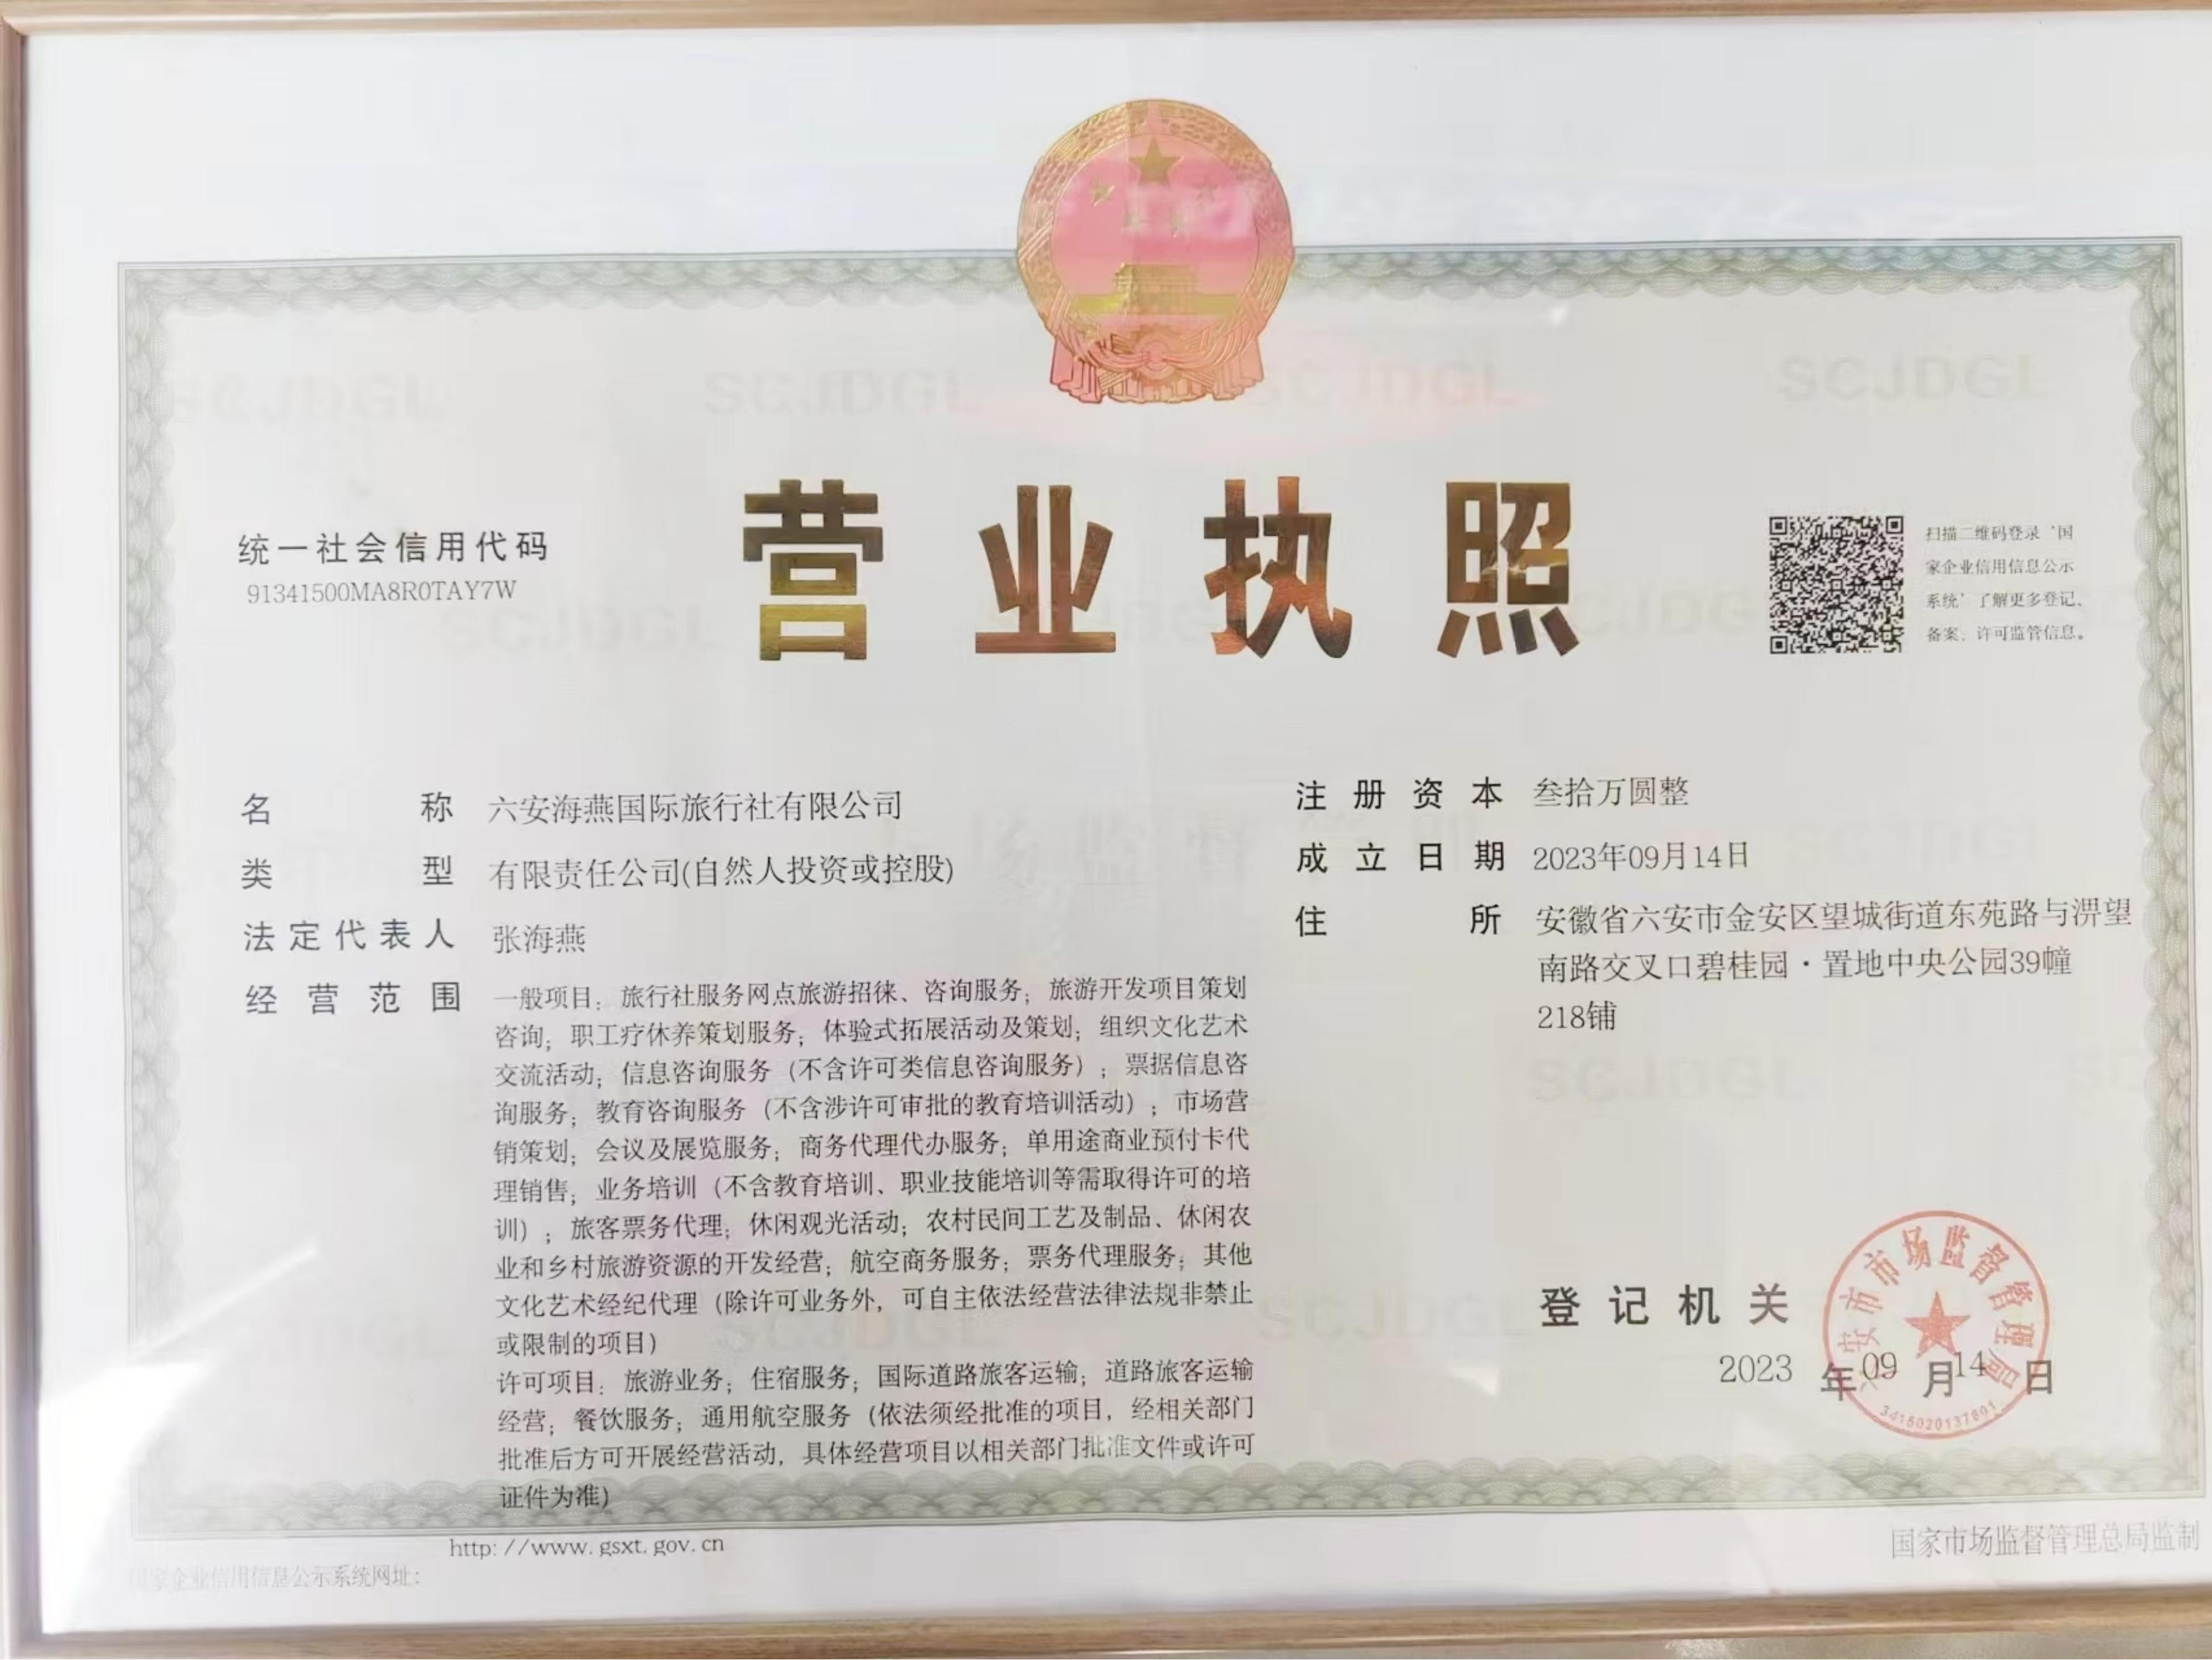 营业执照
统一社会信用代码
91341500MA8R0TAY7W
扫描二维码登录‘国
家企业信用信息公示
系统’了解更多登记、
备案、许可监管信息。
名称 六安海燕国际旅行社有限公司
类型 有限责任公司(自然人投资或控股)
法定代表人 张海燕
经营范围 一般项目：旅行社服务网点旅游招徕、咨询服务；旅游开发项目策划
咨询；职工疗休养策划服务；体验式拓展活动及策划；组织文化艺术
交流活动；信息咨询服务（不含许可类信息咨询服务）；票据信息咨
询服务；教育咨询服务（不含涉许可审批的教育培训活动）；市场营
销策划；会议及展览服务；商务代理代办服务；单用途商业预付卡代
理销售；业务培训（不含教育培训、职业技能培训等需取得许可的培
训）；旅客票务代理；休闲观光活动；农村民间工艺及制品、休闲农
业和乡村旅游资源的开发经营；航空商务服务；票务代理服务；其他
文化艺术经纪代理（除许可业务外，可自主依法经营法律法规非禁止
或限制的项目）
许可项目：旅游业务；住宿服务；国际道路旅客运输；道路旅客运输
经营；餐饮服务；通用航空服务（依法须经批准的项目，经相关部门
批准后方可开展经营活动，具体经营项目以相关部门批准文件或许可
证件为准）
注册资本 叁拾万圆整
成立日期 2023年09月14日
住所 安徽省六安市金安区望城街道东苑路与淠望
南路交叉口碧桂园·置地中央公园39幢
218铺
登记机关
2023年09月14日
安市市场监督管理局
3415020137601
http://www.gsxt.gov.cn
国家企业信用信息公示系统网址：
国家市场监督管理总局监制
SCJDGL